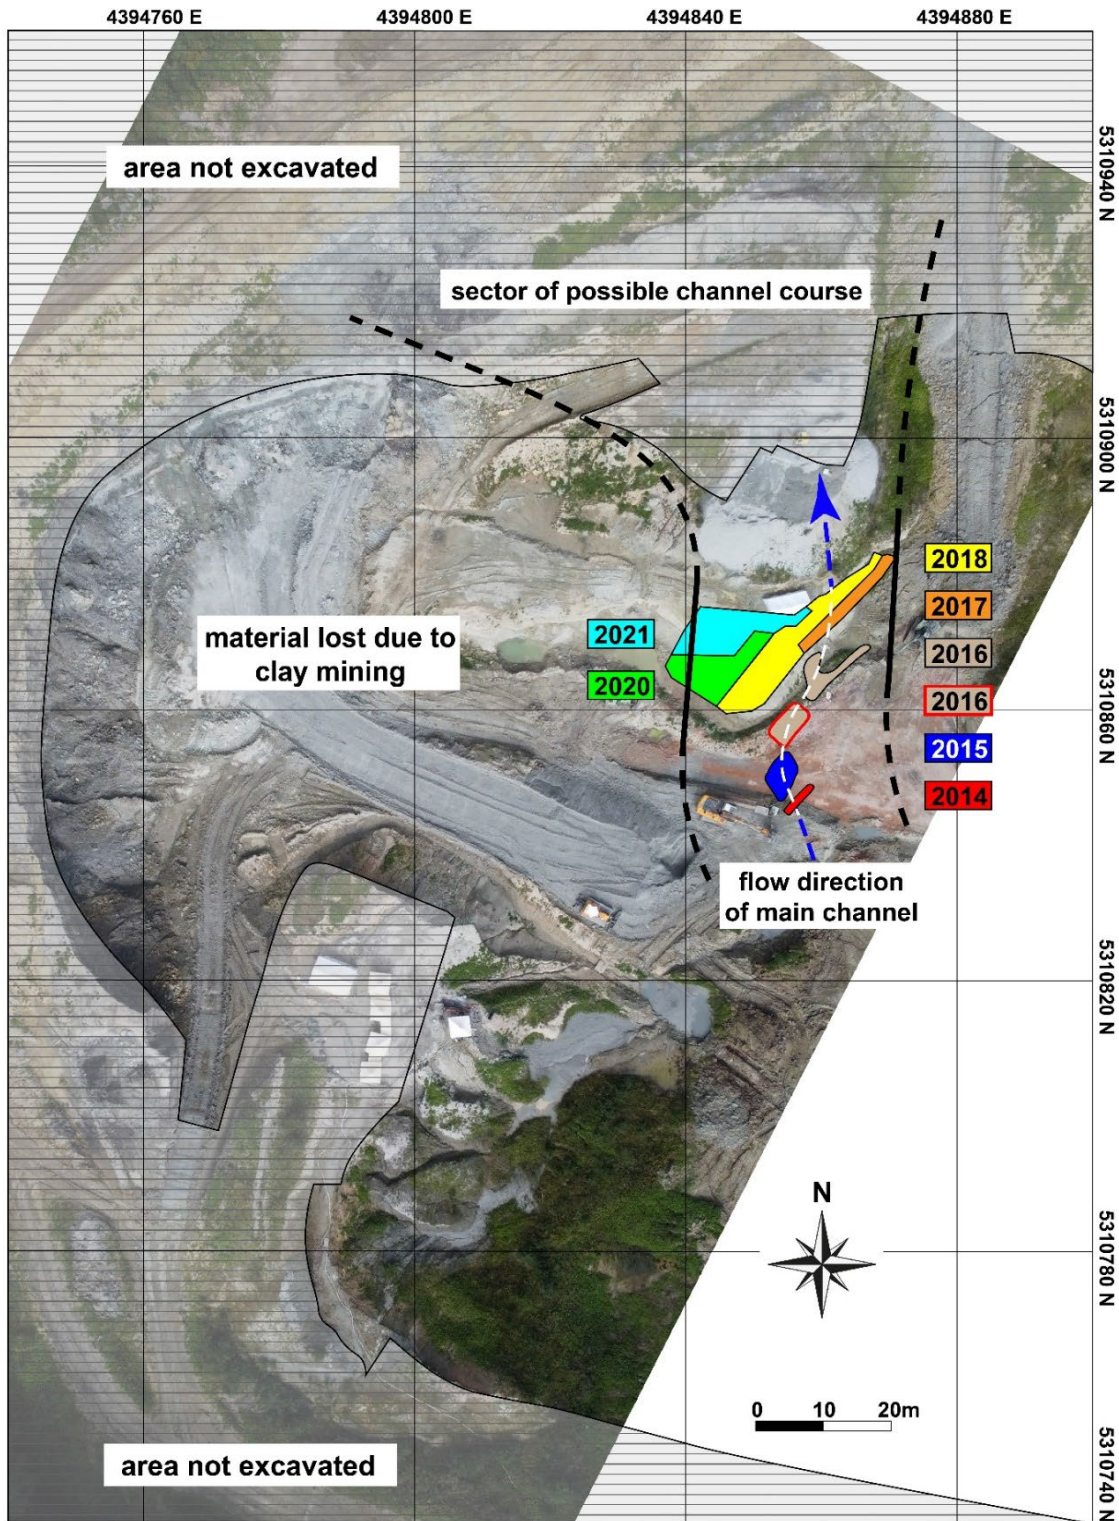 4394760 E
4394800 E
4394840 E
4394880 E
area not excavated
5310940 N
sector of possible channel course
5310900 N
2018
2017
2021
2016
material lost due to
clay mining
2020
2016
5310860 N
2015
2014
flow direction
of main channel
5310820 N
N
5310780 N
0 10 20m
area not excavated
5310740 N